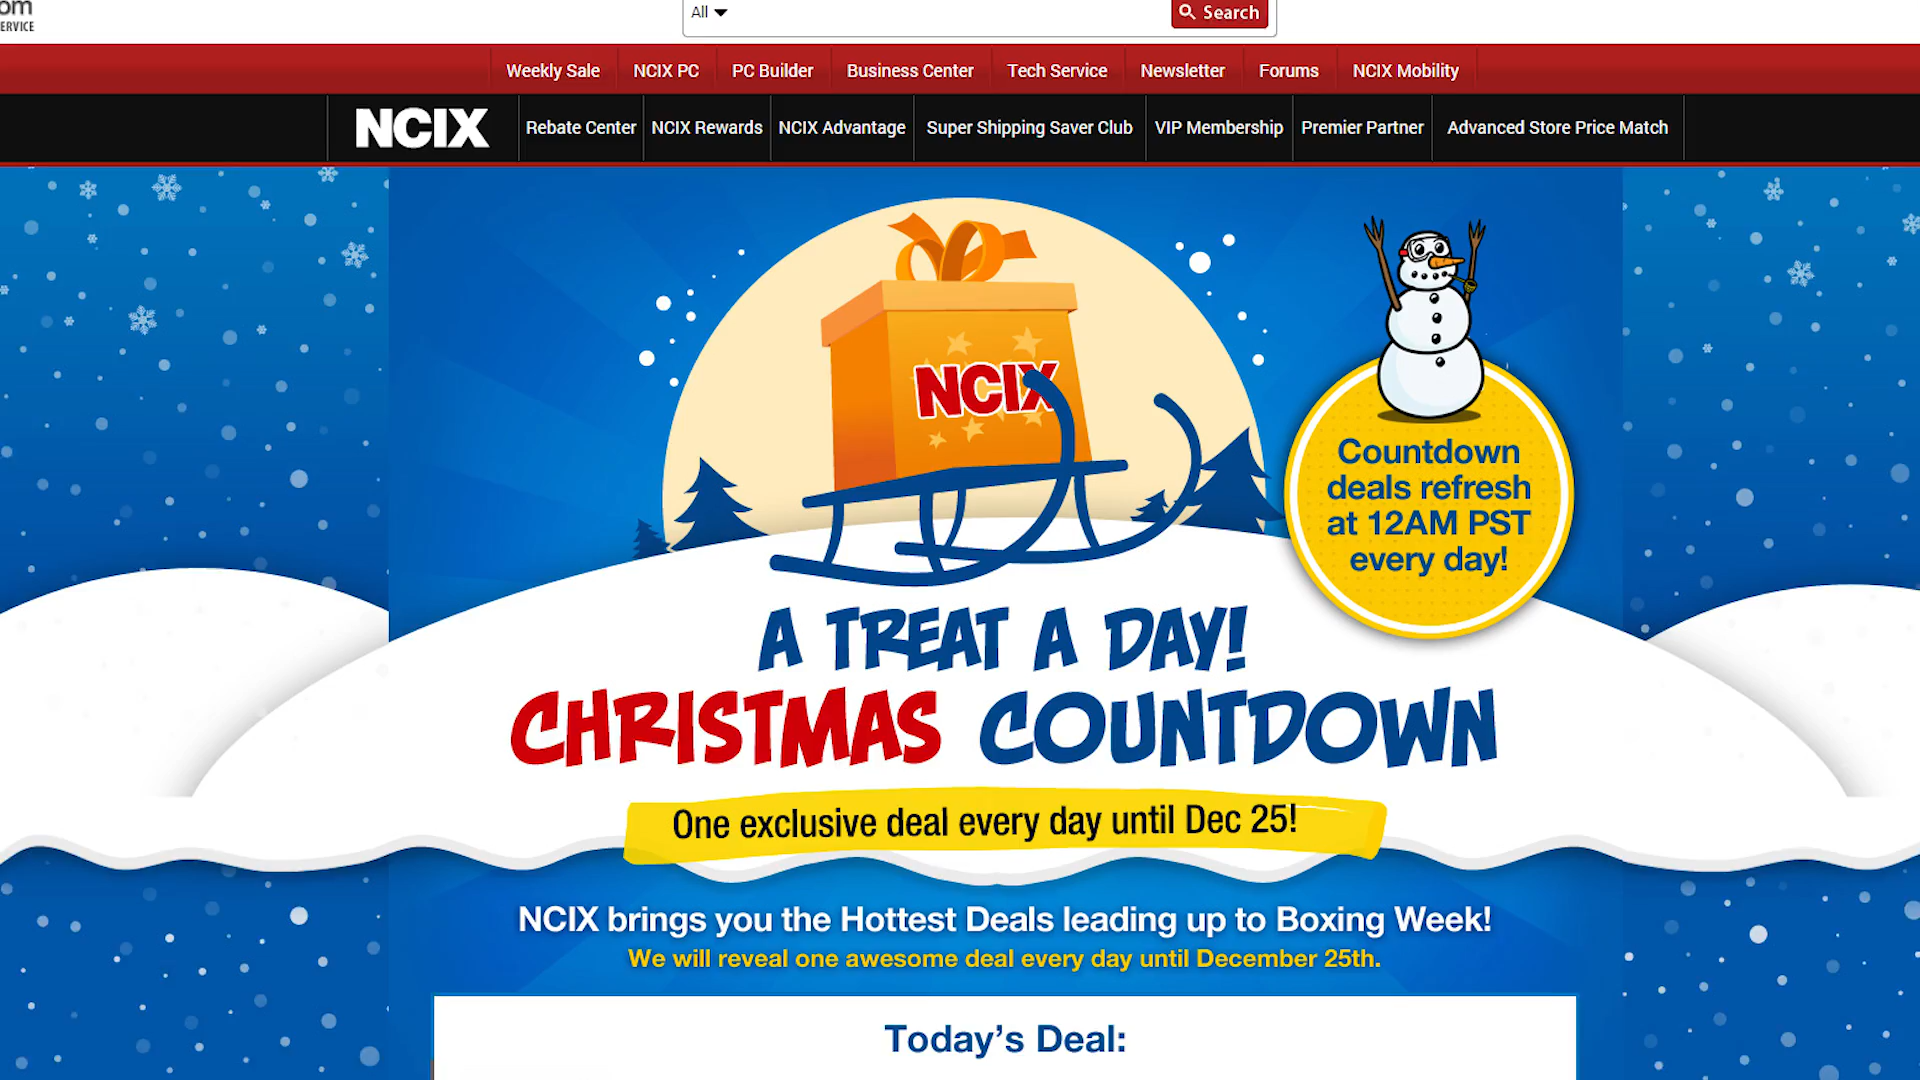 om
ERVICE
All
Search
Weekly Sale
NCIX PC
PC Builder
Business Center
Tech Service
Newsletter
Forums
NCIX Mobility
NCIX
Rebate Center
NCIX Rewards
NCIX Advantage
Super Shipping Saver Club
VIP Membership
Premier Partner
Advanced Store Price Match
NCIX
Countdown
deals refresh
at 12AM PST
every day!
A TREAT A DAY!
CHRISTMAS COUNTDOWN
One exclusive deal every day until Dec 25!
NCIX brings you the Hottest Deals leading up to Boxing Week!
We will reveal one awesome deal every day until December 25th.
Today's Deal: